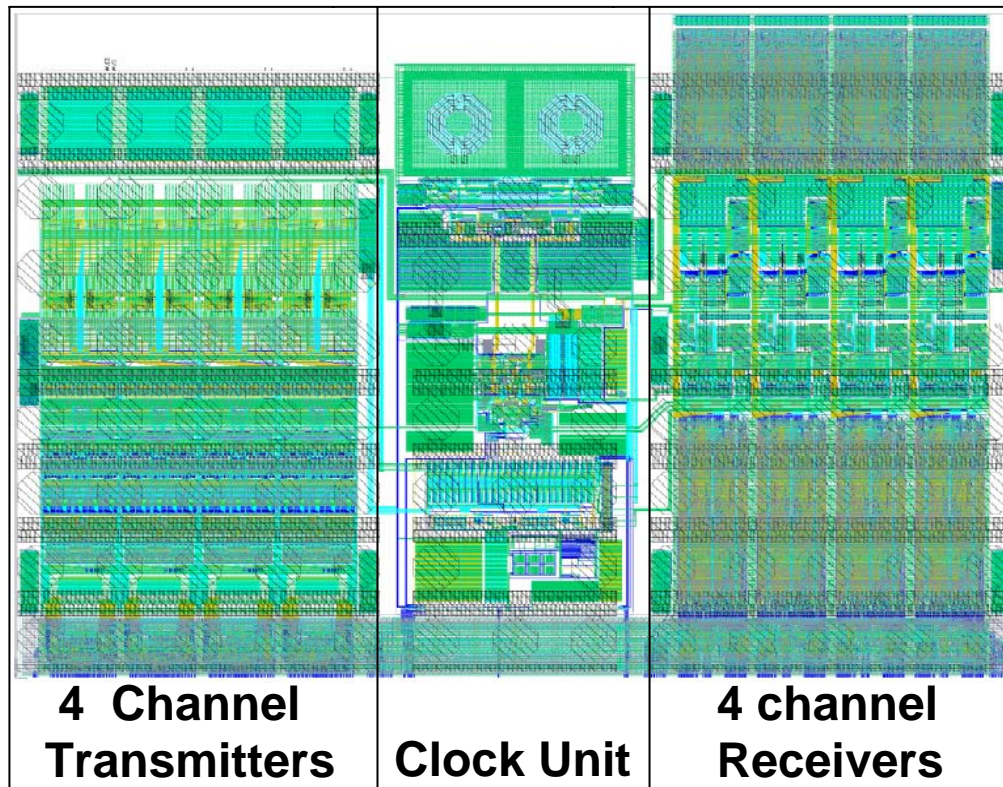 4 Channel
Transmitters
Clock Unit
4 channel
Receivers